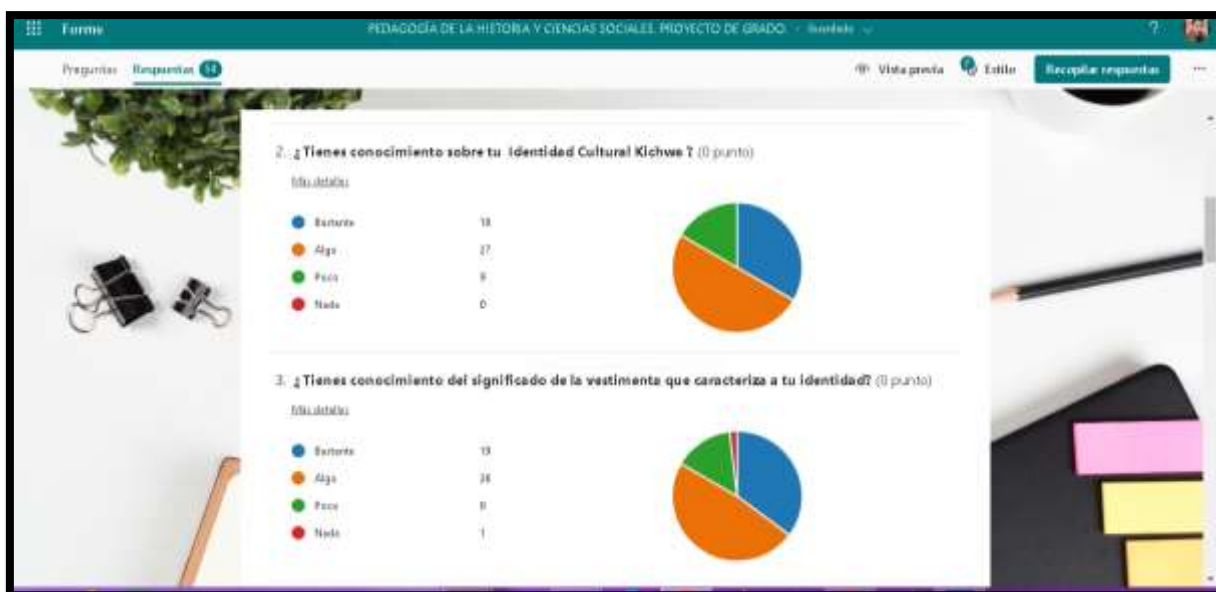 Forms
PEDAGOGÍA DE LA HISTORIA Y CIENCIAS SOCIALES. PROYECTO DE GRADO. - Guardado
?
Preguntas Respuestas 54
Vista previa Estilo Recopilar respuestas ...
2. ¿Tienes conocimiento sobre tu Identidad Cultural Kichwa ? (0 punto)
Más detalles
Bastante 18
Algo 27
Poco 9
Nada 0
3. ¿Tienes conocimiento del significado de la vestimenta que caracteriza a tu identidad? (0 punto)
Más detalles
Bastante 19
Algo 26
Poco 8
Nada 1